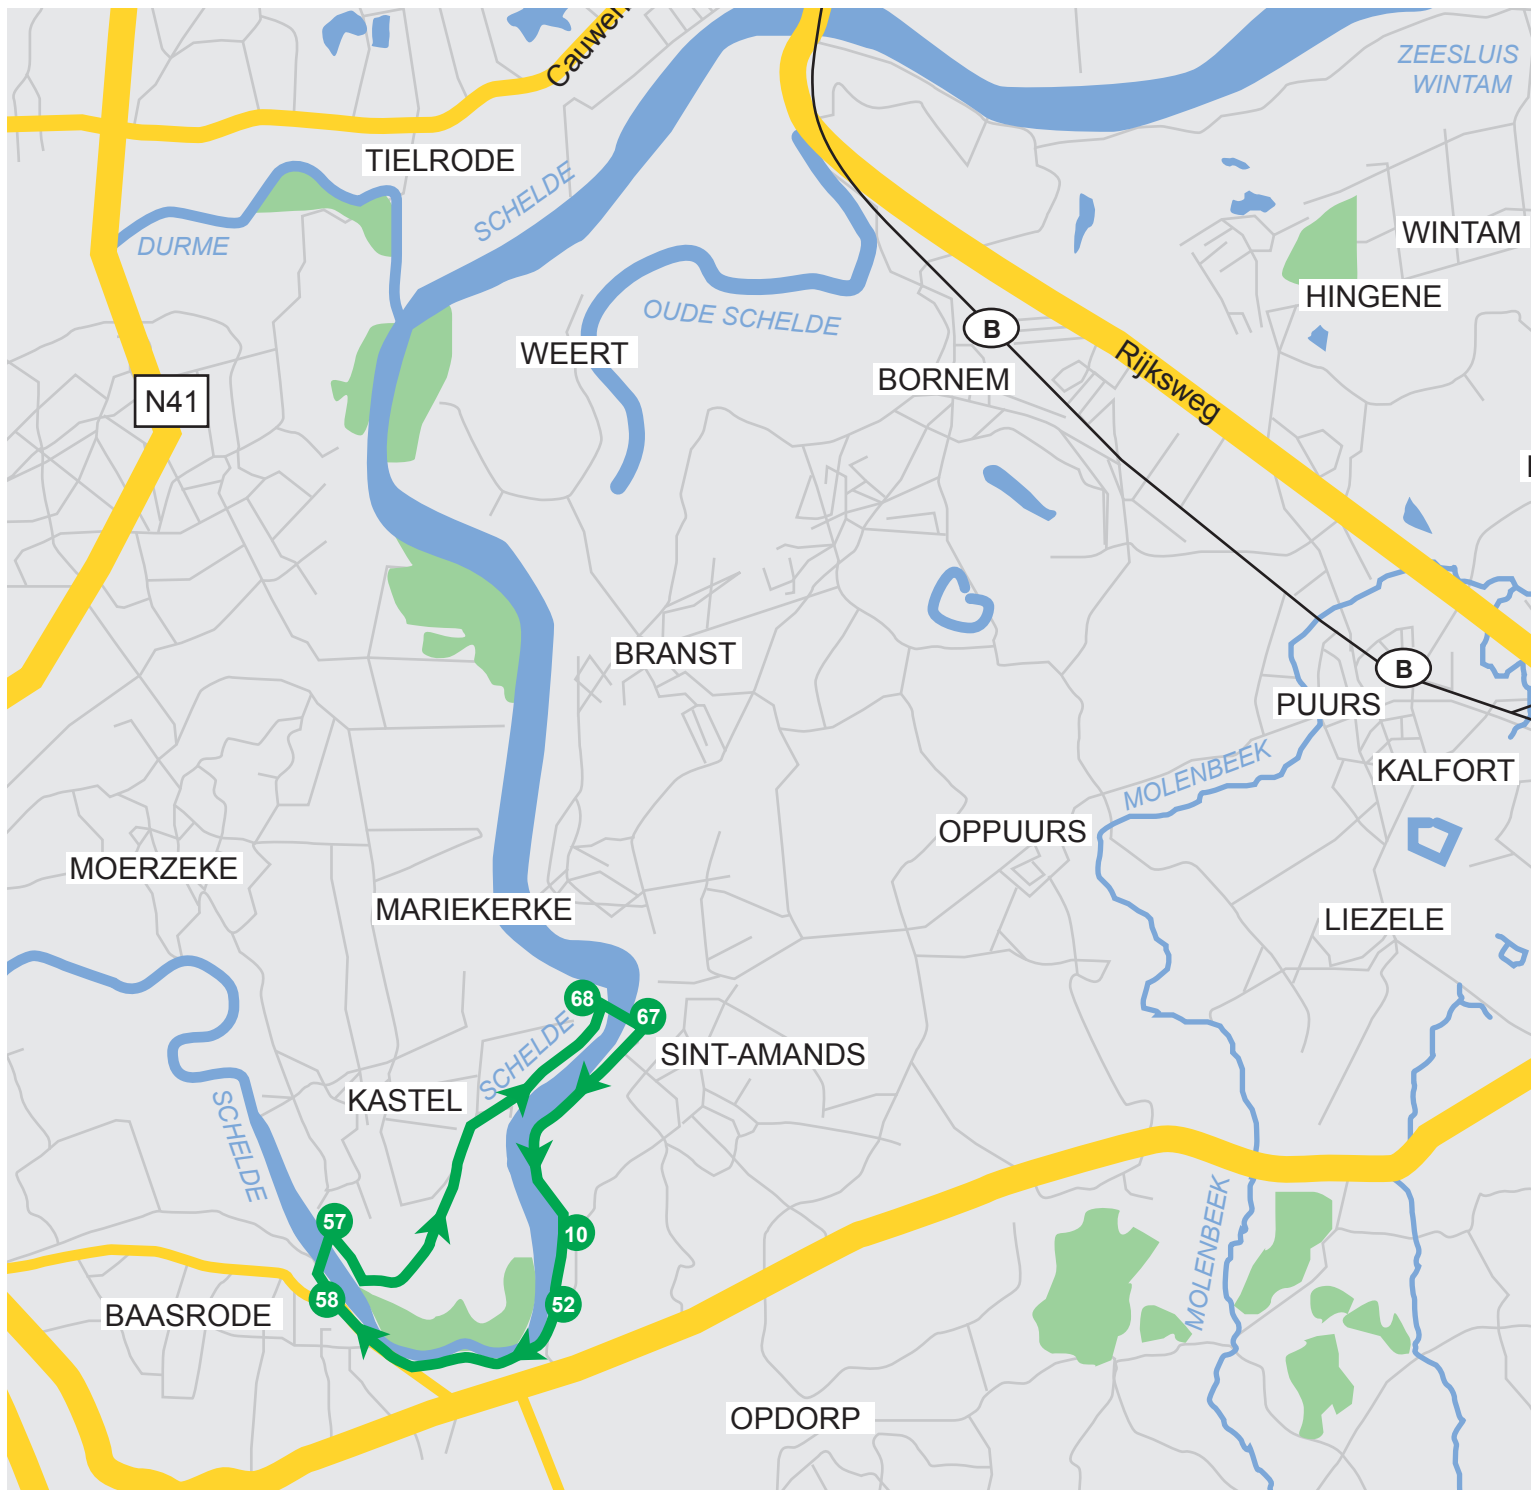 Cauwen
ZEESLUIS
WINTAM
TIELRODE
SCHELDE
DURME
WINTAM
HINGENE
OUDE SCHELDE
B
WEERT
BORNEM
Rijksweg
N41
BRANST
B
PUURS
MOLENBEEK
KALFORT
OPPUURS
MOERZEKE
MARIEKERKE
LIEZELE
68
67
SCHELDE
SINT-AMANDS
KASTEL
SCHELDE
57
10
MOLENBEEK
58
52
BAASRODE
OPDORP